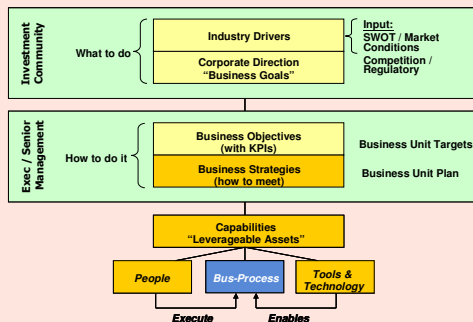 Investment
Community
What to do
Industry Drivers
Corporate Direction
“Business Goals”
Input:
SWOT / Market
Conditions
Competition /
Regulatory
Exec / Senior
Management
How to do it
Business Objectives
(with KPIs)
Business Strategies
(how to meet)
Business Unit Targets
Business Unit Plan
Capabilities
“Leverageable Assets”
People
Bus-Process
Tools &
Technology
Execute
Enables